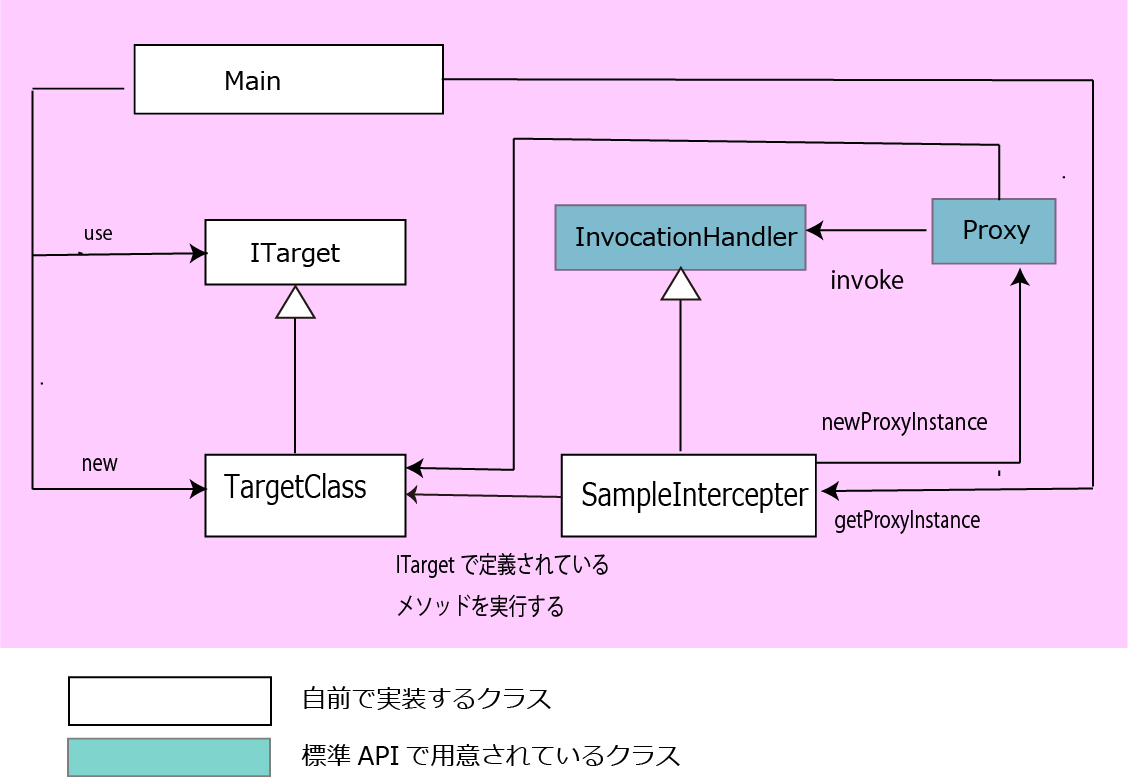 Main
use
ITarget
InvocationHandler
Proxy
invoke
newProxyInstance
new
TargetClass
SampleIntercepter
getProxyInstance
ITarget で定義されている
メソッドを実行する
自前で実装するクラス
標準 API で用意されているクラス